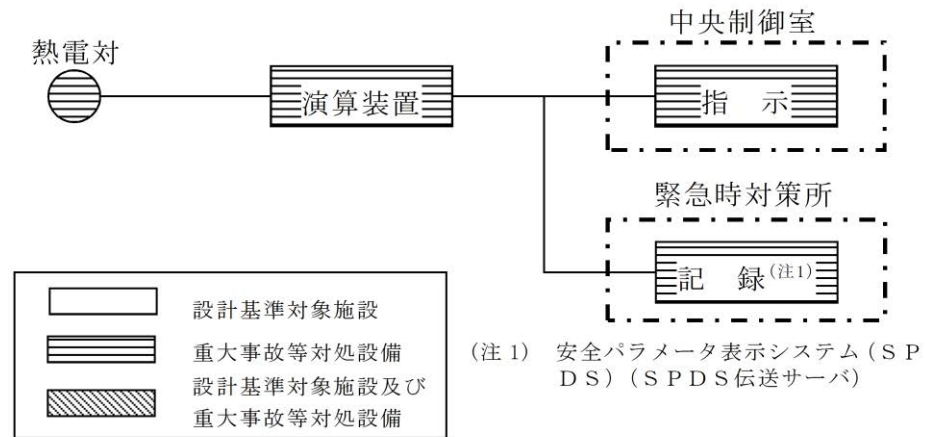 中央制御室
熱電対
演算装置
指　示
緊急時対策所
記　録(注1)
設計基準対象施設
重大事故等対処設備
設計基準対象施設及び
重大事故等対処設備
(注1)　安全パラメータ表示システム(ＳＰ
ＤＳ)(ＳＰＤＳ伝送サーバ)